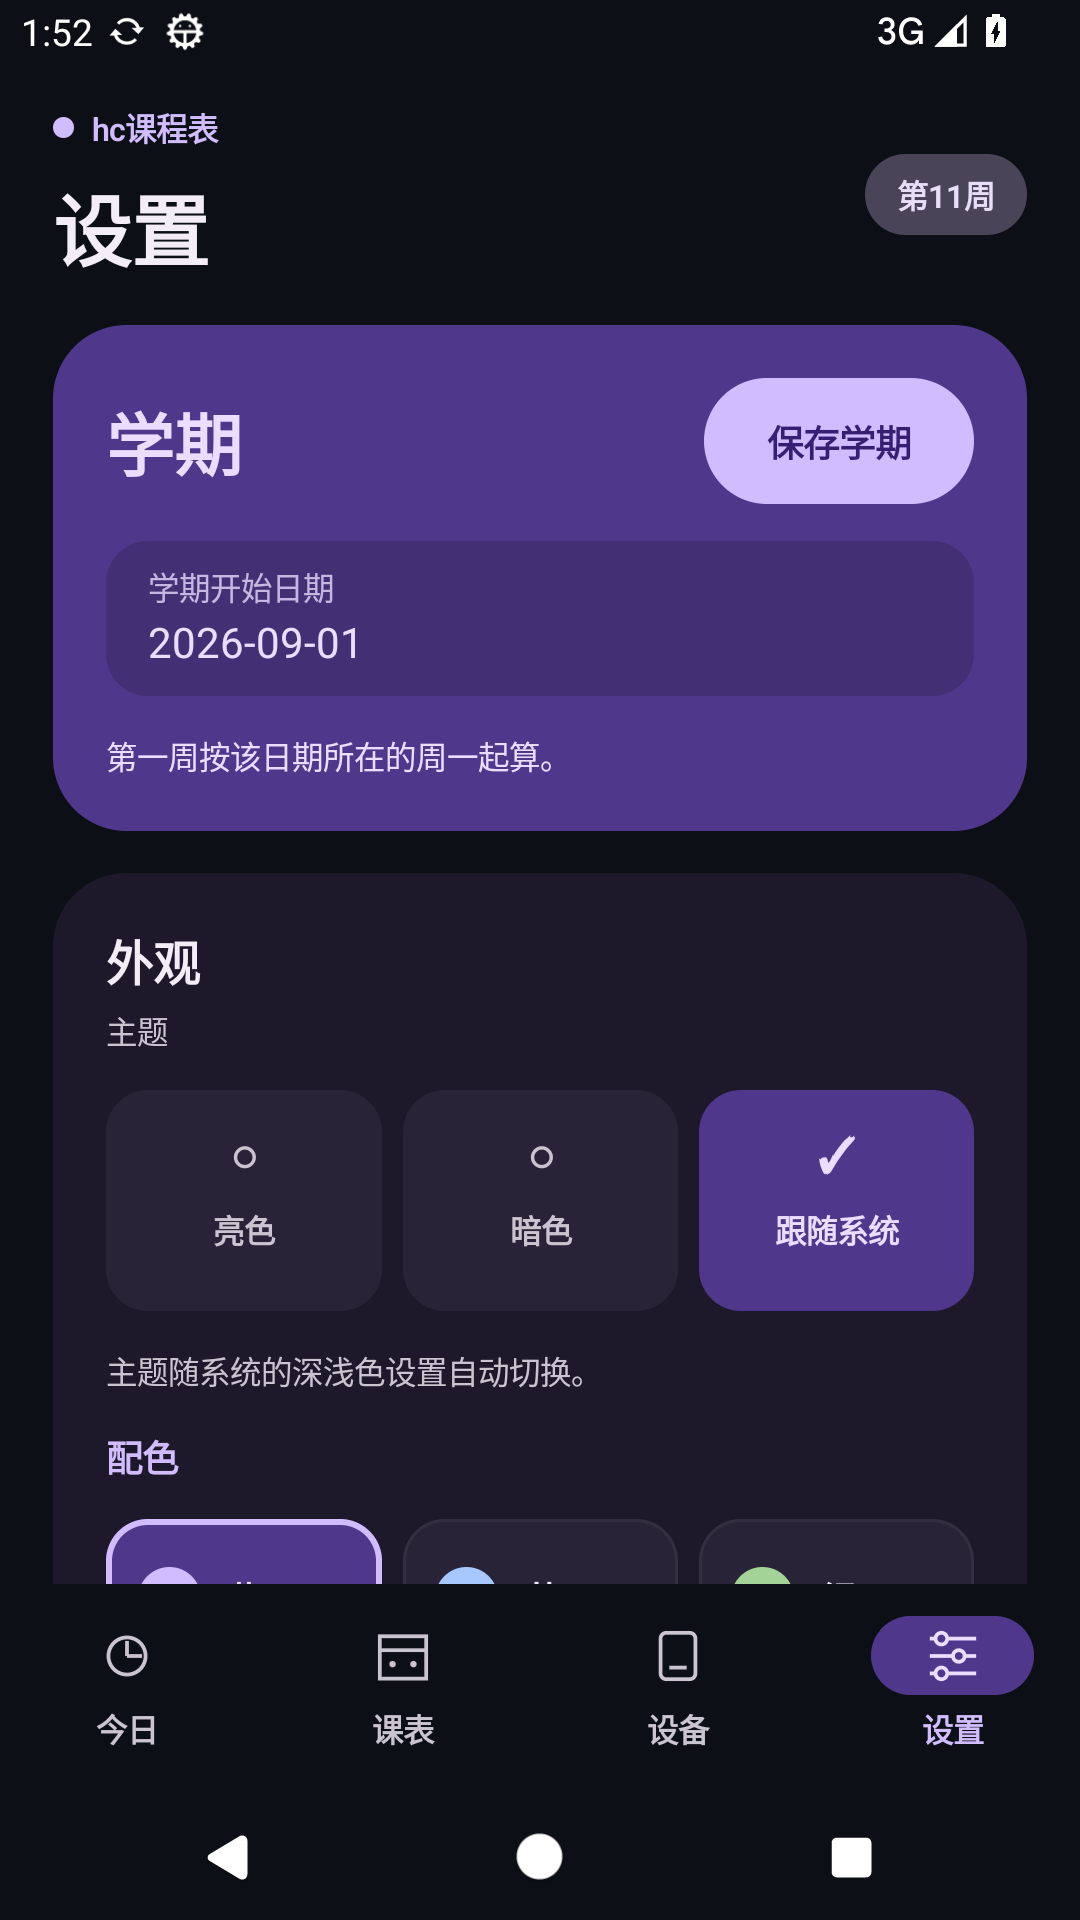 1:52
3G
hc课程表
设置
第11周
学期
保存学期
学期开始日期
2026-09-01
第一周按该日期所在的周一起算。
外观
主题
亮色
暗色
跟随系统
主题随系统的深浅色设置自动切换。
配色
今日
课表
设备
设置